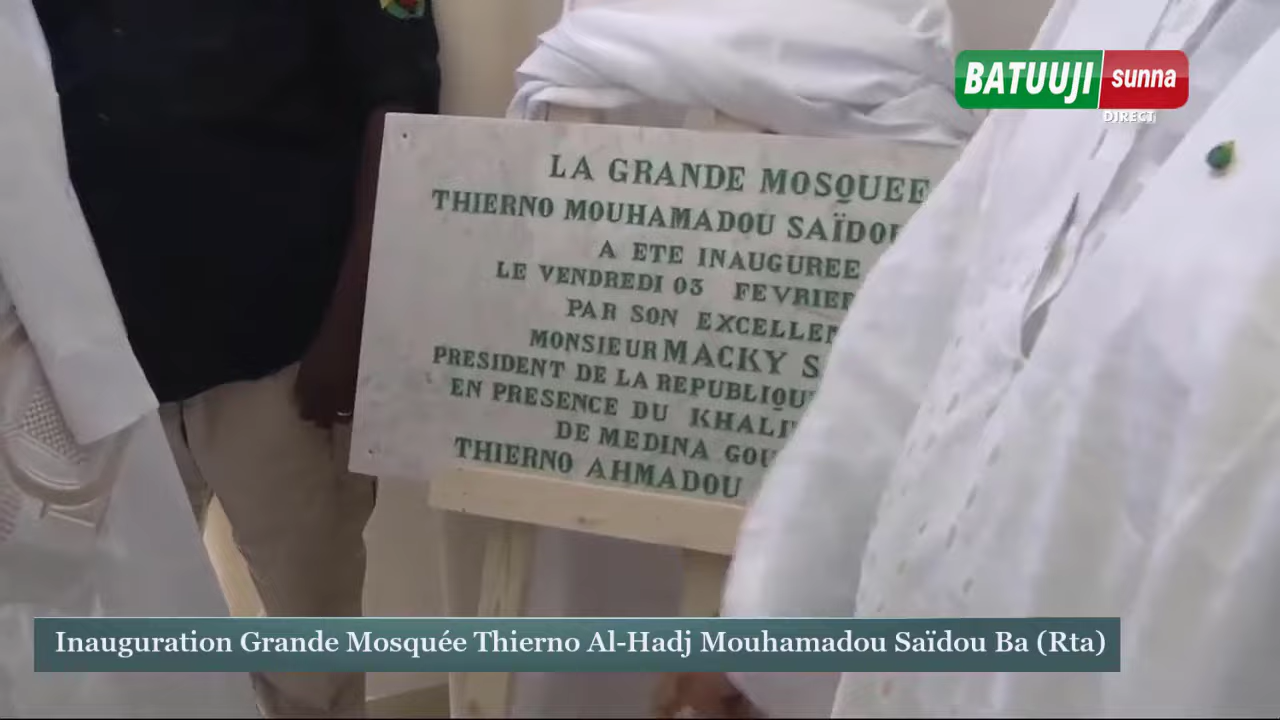 BATUUJI sunna
DIRECT
LA GRANDE MOSQUEE
THIERNO MOUHAMADOU
A ETE INAUGUREE
LE VENDREDI 03 FEVRIER
PAR SON
MONSIEUR MACKY
PRESIDENT DE LA
EN PRESENCE DU
DE MEDINA
THIERNO AHMADOU
Inauguration Grande Mosquée Thierno Al-Hadj Mouhamadou Saïdou Ba (Rta)